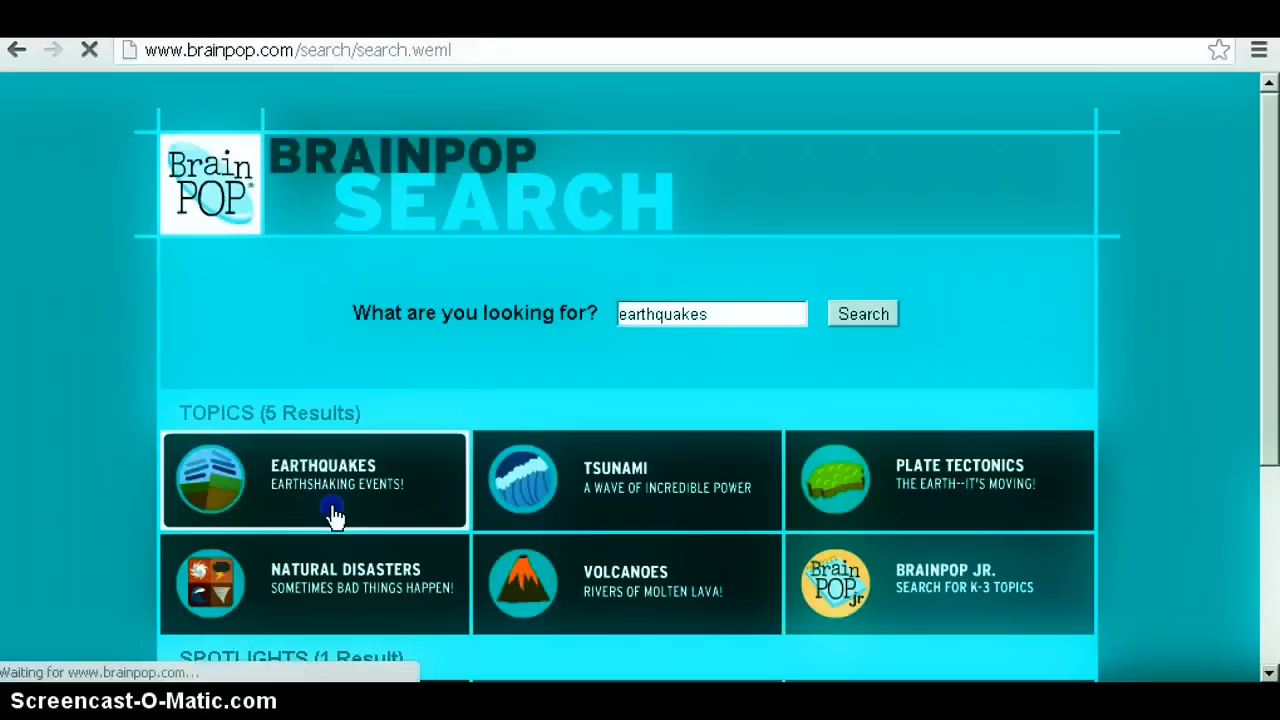 www.brainpop.com/search/search.weml
Brain
POP®
BRAINPOP
SEARCH
What are you looking for? earthquakes Search
TOPICS (5 Results)
EARTHQUAKES
EARTHSHAKING EVENTS!
TSUNAMI
A WAVE OF INCREDIBLE POWER
PLATE TECTONICS
THE EARTH--IT'S MOVING!
NATURAL DISASTERS
SOMETIMES BAD THINGS HAPPEN!
VOLCANOES
RIVERS OF MOLTEN LAVA!
Brain
POP
Jr
BRAINPOP JR.
SEARCH FOR K-3 TOPICS
SPOTLIGHTS (1 Result)
Waiting for www.brainpop.com...
Screencast-O-Matic.com